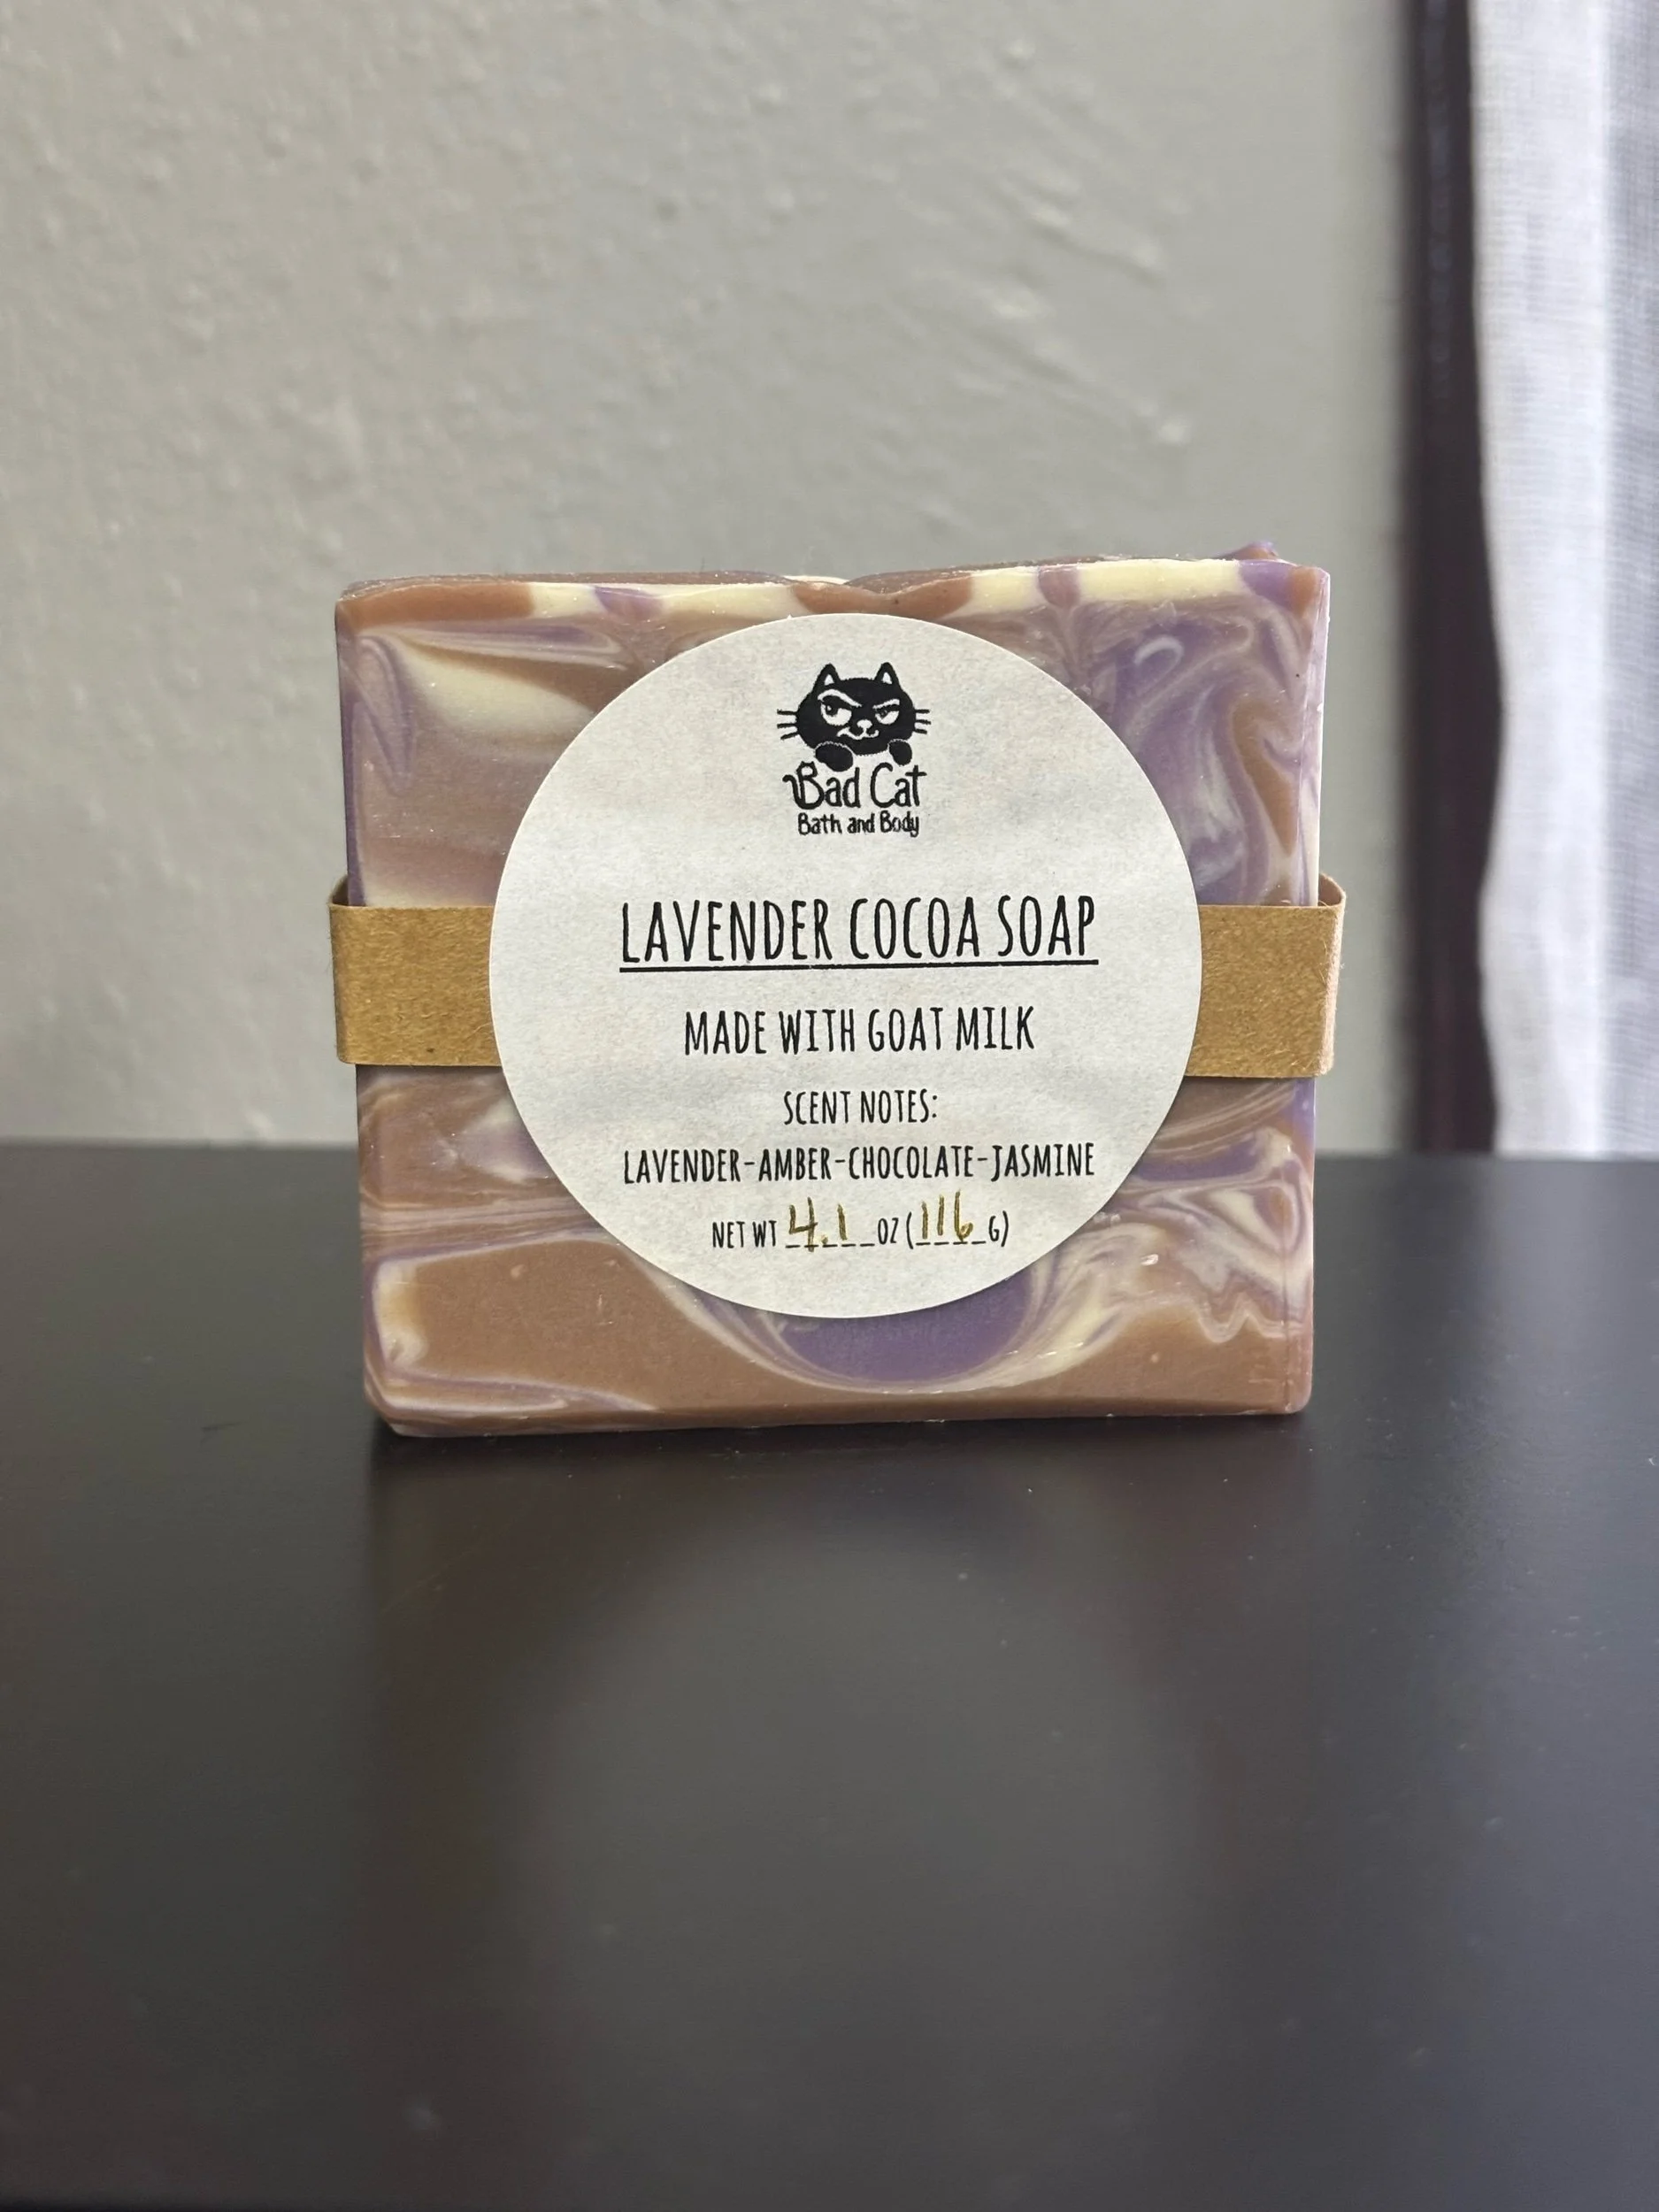 Bad Cat
Bath and Body
LAVENDER COCOA SOAP
MADE WITH GOAT MILK
SCENT NOTES:
LAVENDER-AMBER-CHOCOLATE-JASMINE
NET WT 4.1 OZ (116 G)